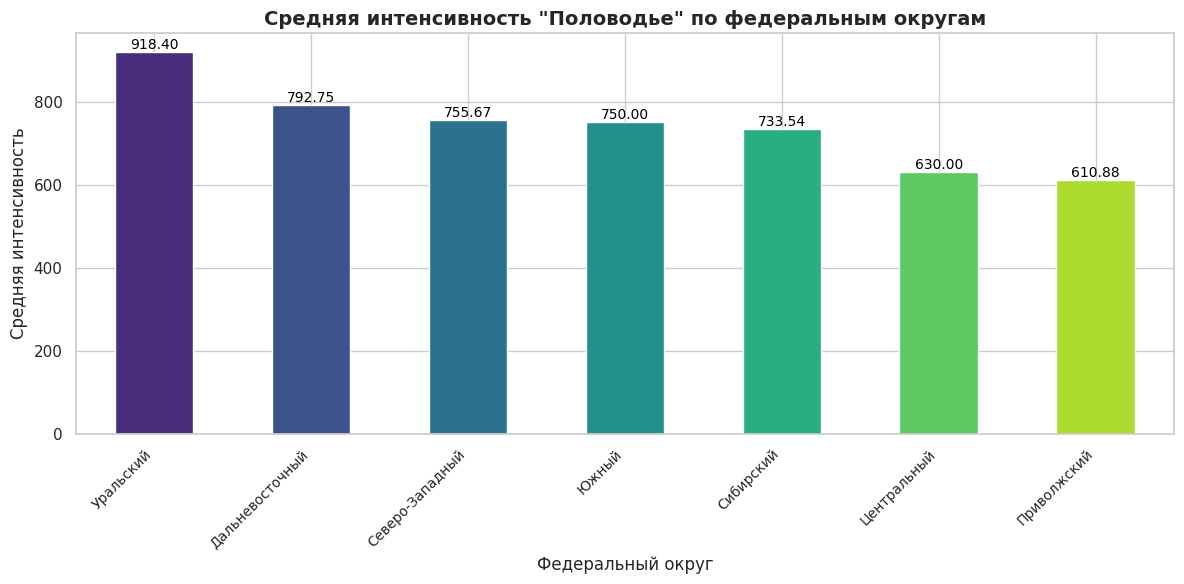 Средняя интенсивность "Половодье" по федеральным округам
Средняя интенсивность
800
600
400
200
0
918.40
792.75
755.67
750.00
733.54
630.00
610.88
Уральский
Дальневосточный
Северо-Западный
Южный
Сибирский
Центральный
Приволжский
Федеральный округ